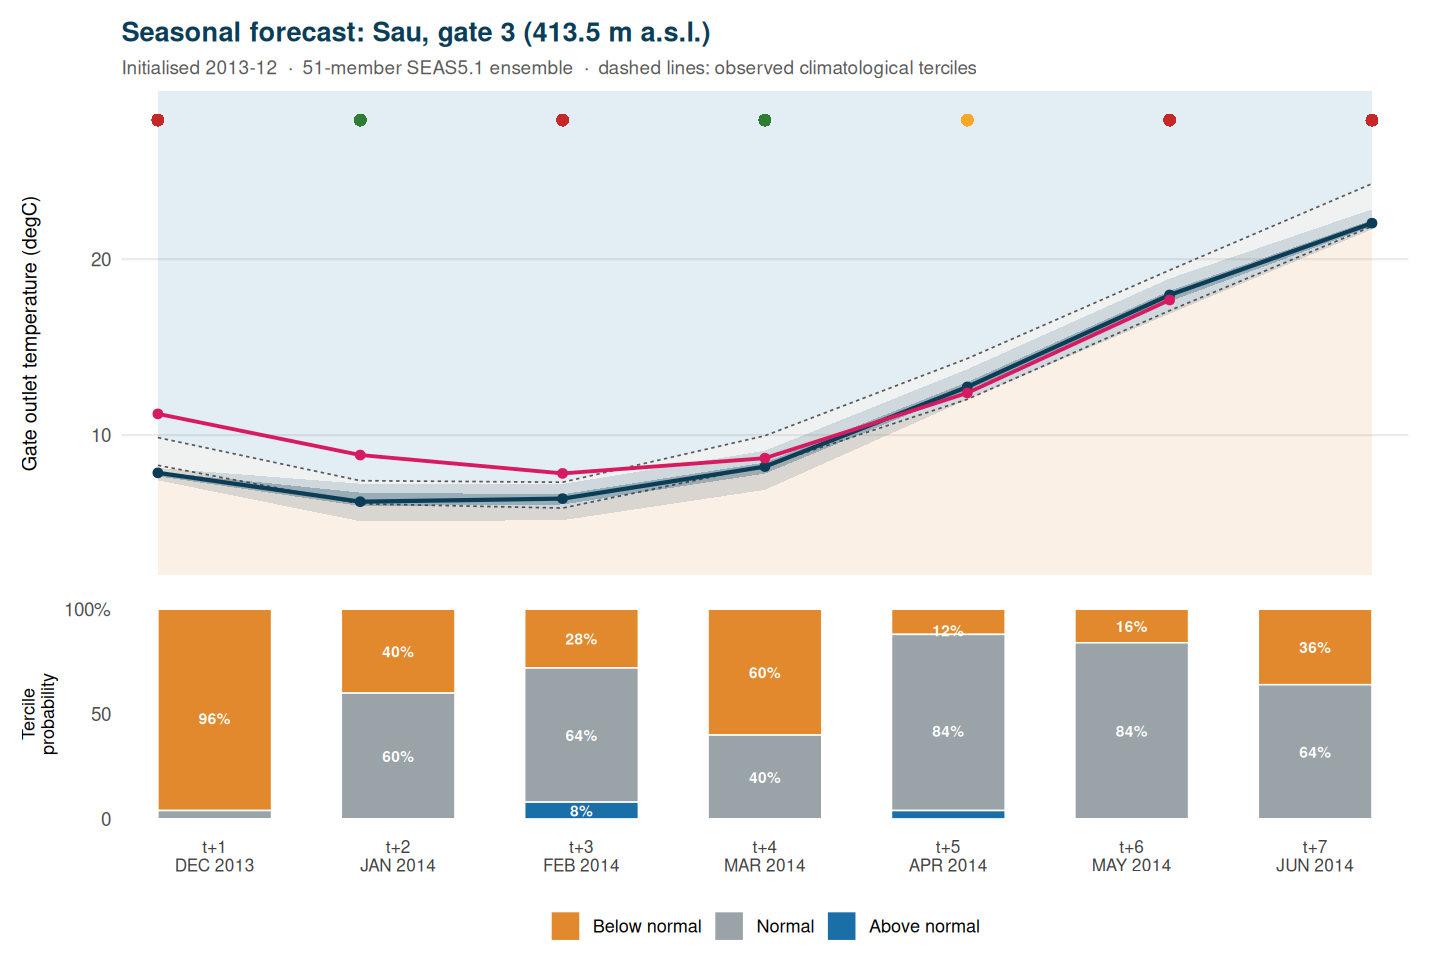 Seasonal forecast: Sau, gate 3 (413.5 m a.s.l.)
Initialised 2013-12 · 51-member SEAS5.1 ensemble · dashed lines: observed climatological terciles
Gate outlet temperature (degC)
20
10
Tercile
probability
100%
50
0
96%
40%
60%
28%
64%
8%
60%
40%
12%
84%
16%
84%
36%
64%
t+1
DEC 2013
t+2
JAN 2014
t+3
FEB 2014
t+4
MAR 2014
t+5
APR 2014
t+6
MAY 2014
t+7
JUN 2014
Below normal
Normal
Above normal